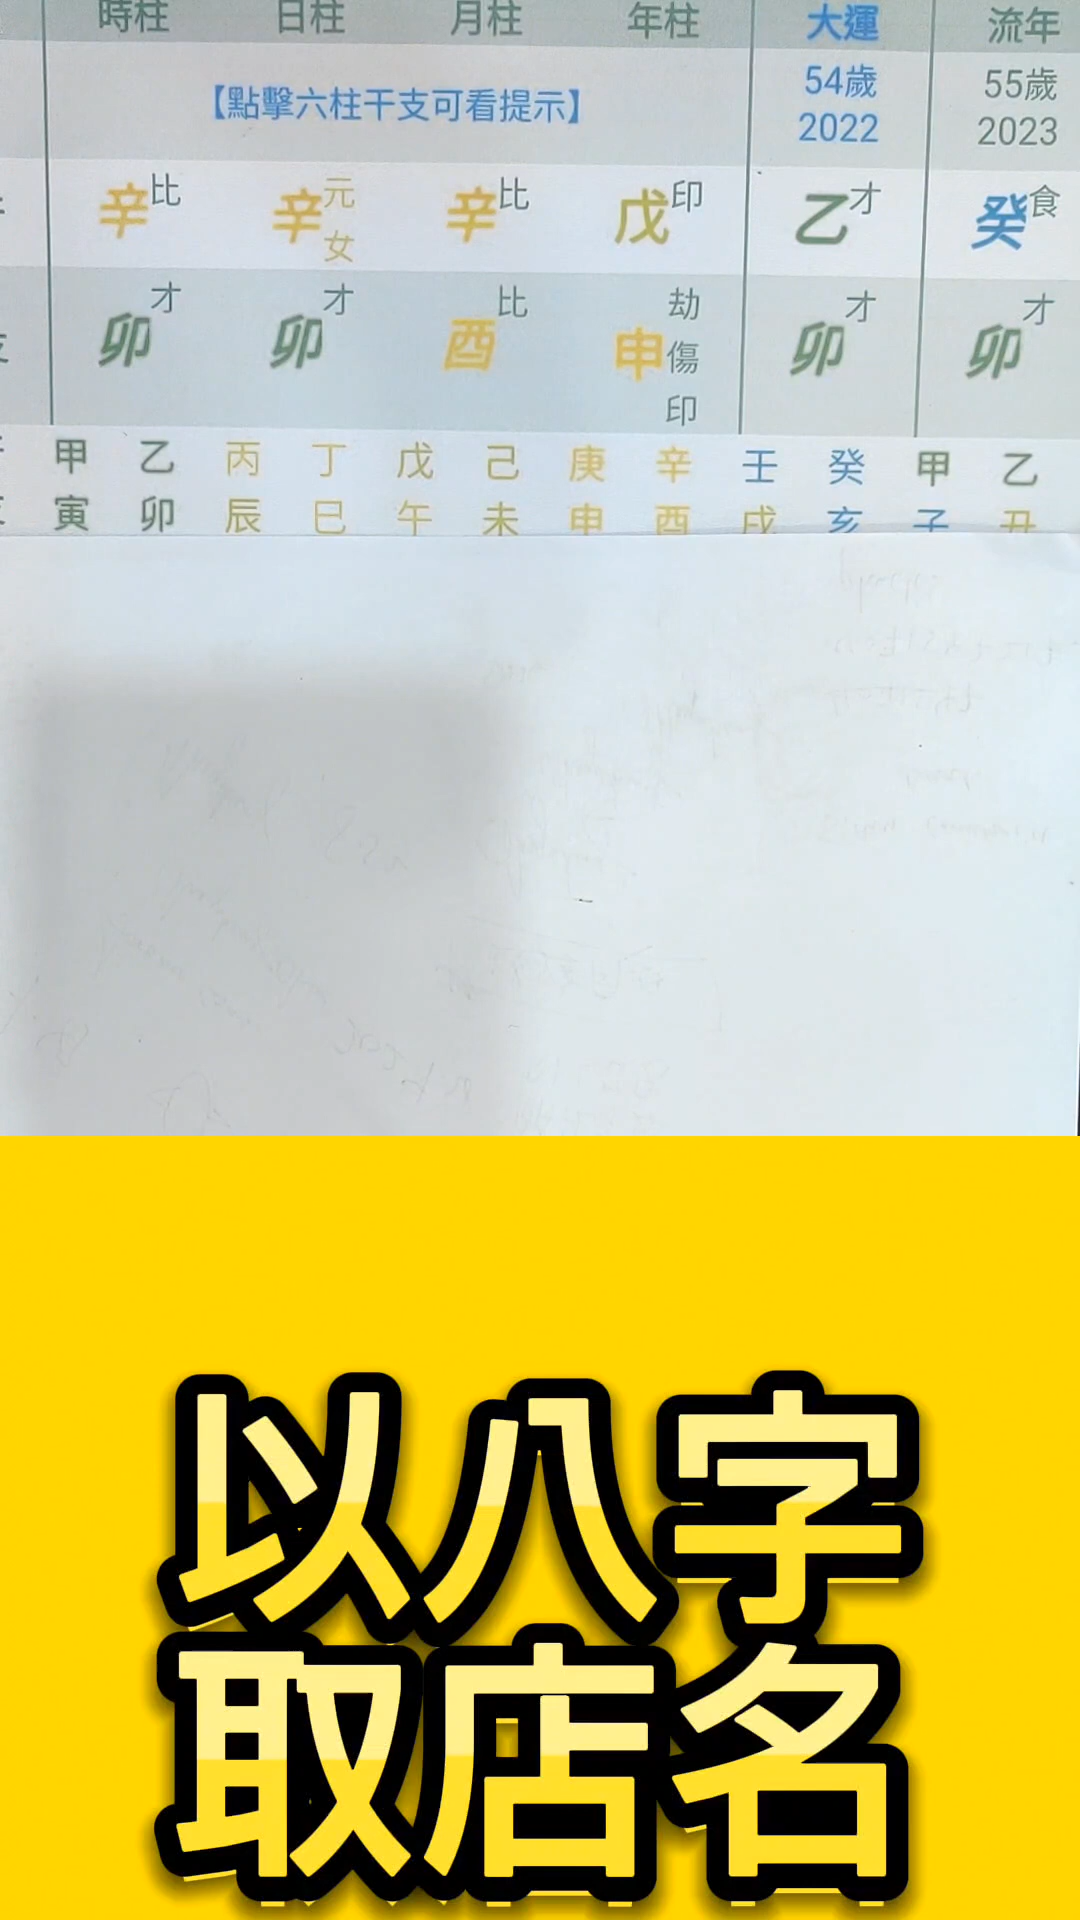 時柱 日柱 月柱 年柱 大運 流年
【點擊六柱干支可看提示】 54歲 55歲
2022 2023
辛比 辛元女 辛比 戊印 乙才 癸食
卯才 卯才 酉比 申劫傷印 卯才 卯才
甲 乙 丙 丁 戊 己 庚 辛 壬 癸 甲 乙
寅 卯 辰 巳 午 未 申 酉 戌 亥 子 丑
以八字
取店名